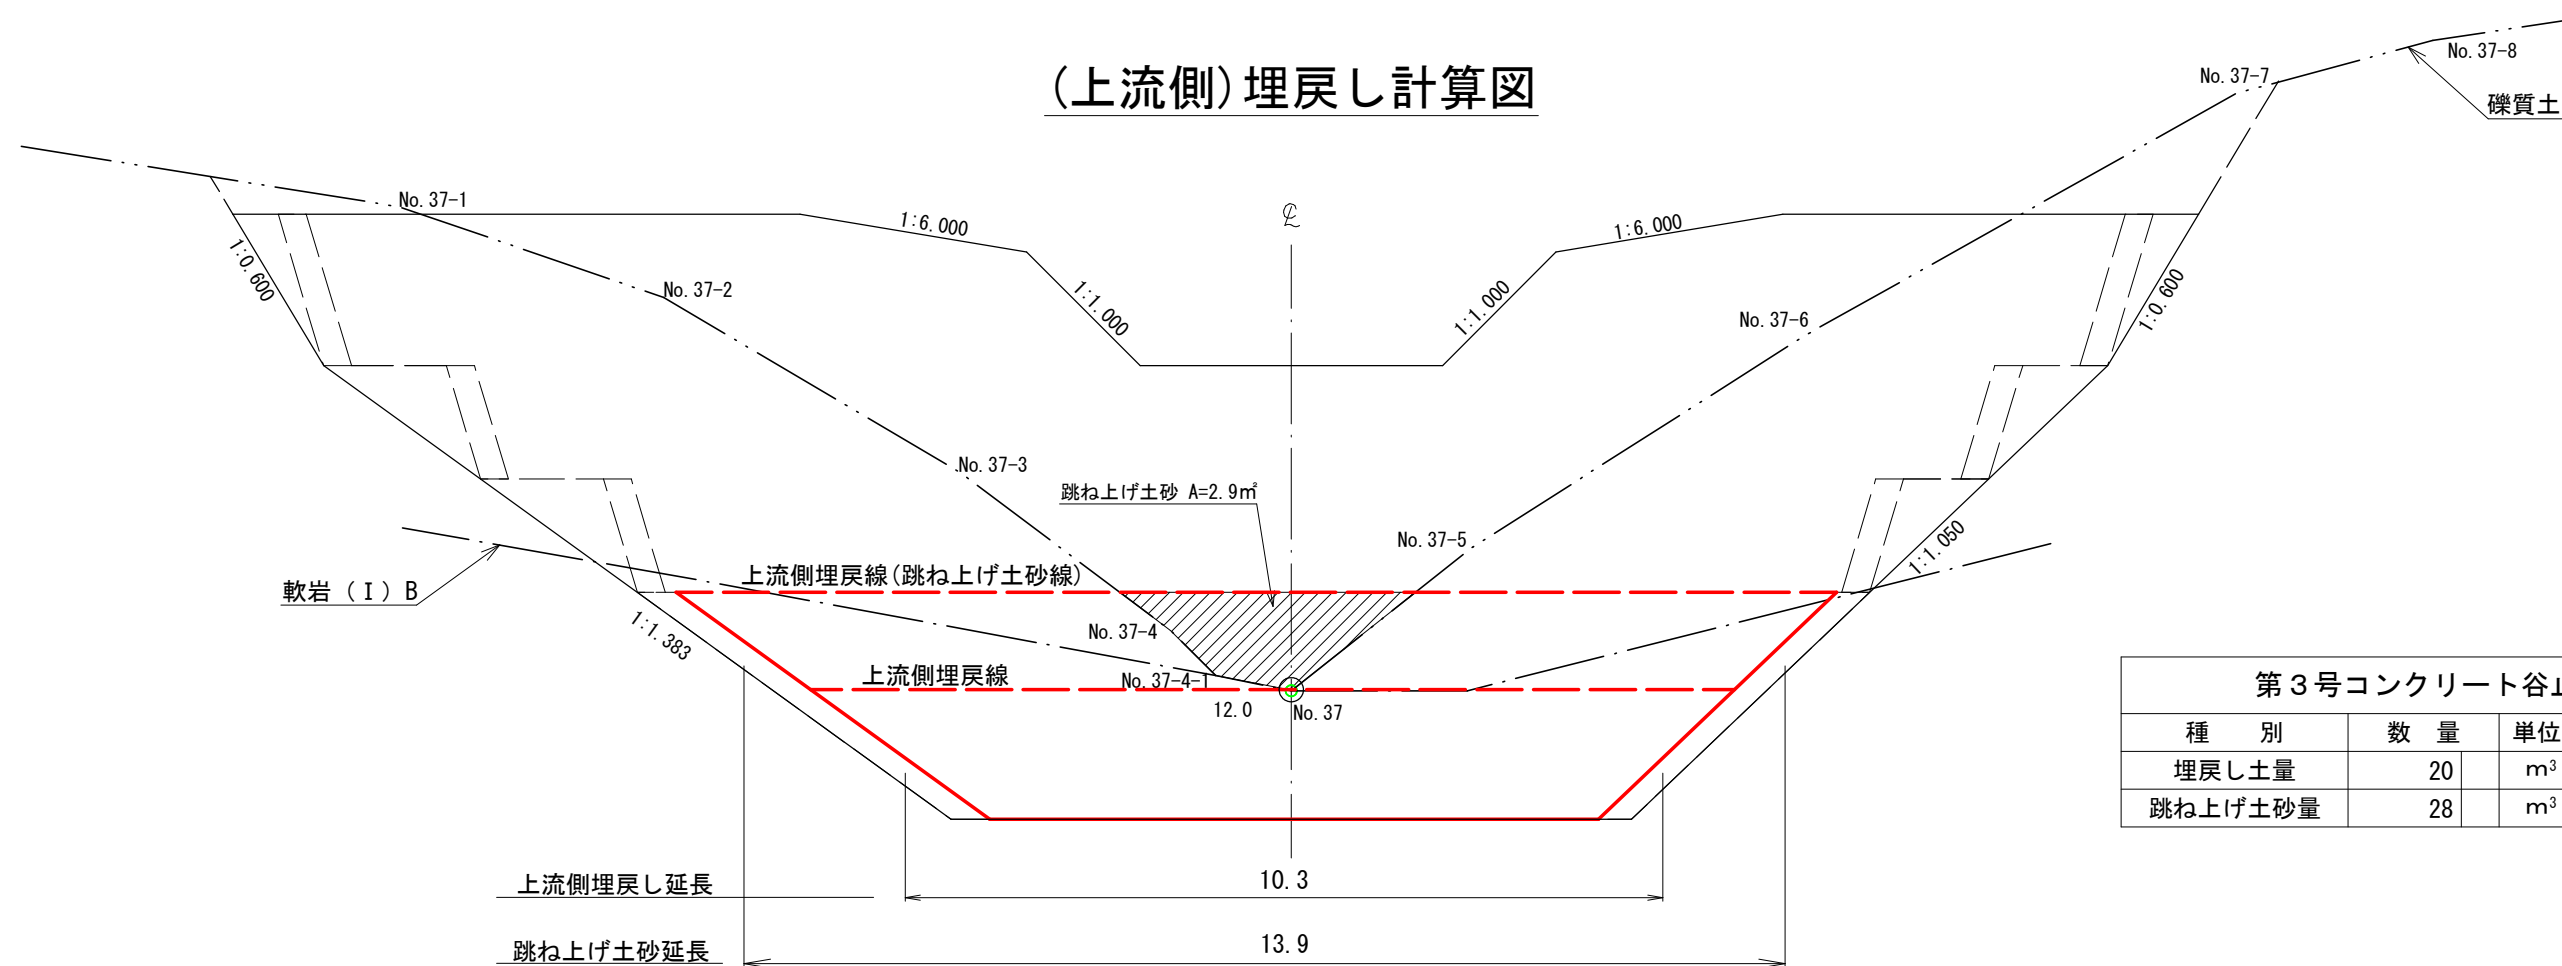 (上流側)埋戻し計算図
No.37-8
No.37-7
礫質土
No.37-1
℄
1:6.000
1:6.000
1:0.600
No.37-2
1:1.000
1:1.000
1:0.600
No.37-6
No.37-3
跳ね上げ土砂 A=2.9㎡
No.37-5
1:1.050
上流側埋戻線(跳ね上げ土砂線)
軟岩(Ⅰ)B
1:1.383
No.37-4
上流側埋戻線
No.37-4-1
12.0
No.37
第3号コンクリート谷止
種 別 数 量 単位
埋戻し土量 20 m³
跳ね上げ土砂量 28 m³
上流側埋戻し延長
10.3
跳ね上げ土砂延長
13.9